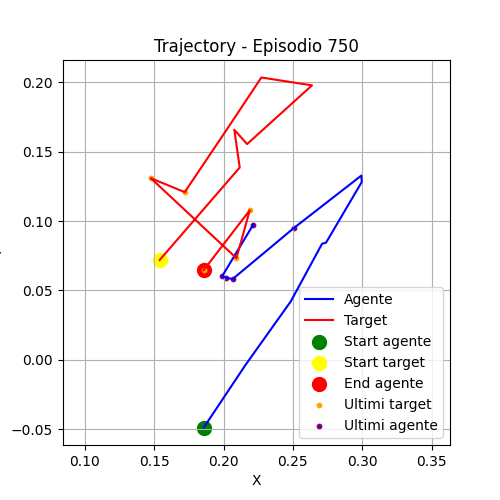 Trajectory - Episodio 750
0.20
0.15
0.10
0.05
0.00
−0.05
0.10 0.15 0.20 0.25 0.30 0.35
X
Agente
Target
Start agente
Start target
End agente
Ultimi target
Ultimi agente